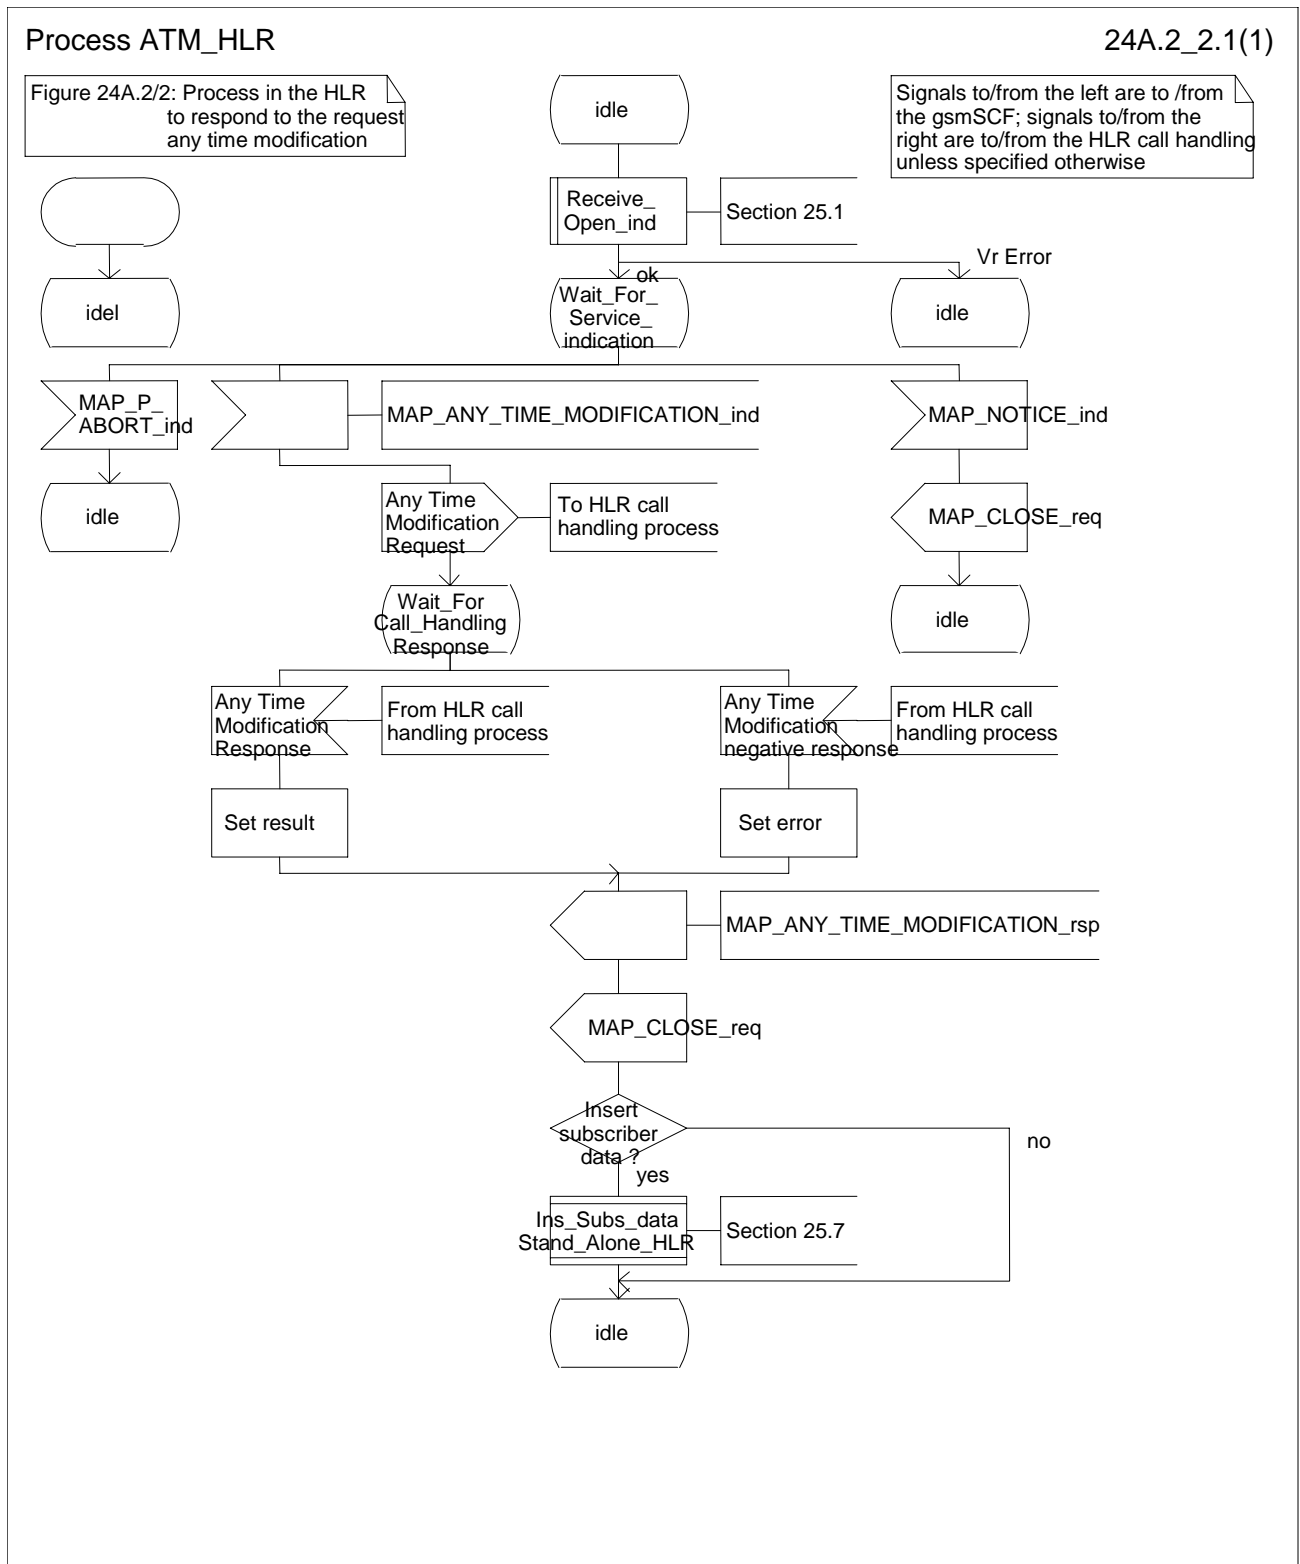 Process ATM_HLR
24A.2_2.1(1)
Figure 24A.2/2: Process in the HLR
to respond to the request
any time modification
idle
Signals to/from the left are to /from
the gsmSCF; signals to/from the
right are to/from the HLR call handling
unless specified otherwise
Receive_
Open_ind
Section 25.1
Vr Error
ok
idel
Wait_For_
Service_
indication
idle
MAP_P_
ABORT_ind
MAP_ANY_TIME_MODIFICATION_ind
MAP_NOTICE_ind
idle
Any Time
Modification
Request
To HLR call
handling process
MAP_CLOSE_req
Wait_For
Call_Handling
Response
idle
Any Time
Modification
Response
From HLR call
handling process
Any Time
Modification
negative response
From HLR call
handling process
Set result
Set error
MAP_ANY_TIME_MODIFICATION_rsp
MAP_CLOSE_req
Insert
subscriber
data ?
no
yes
Ins_Subs_data
Stand_Alone_HLR
Section 25.7
idle